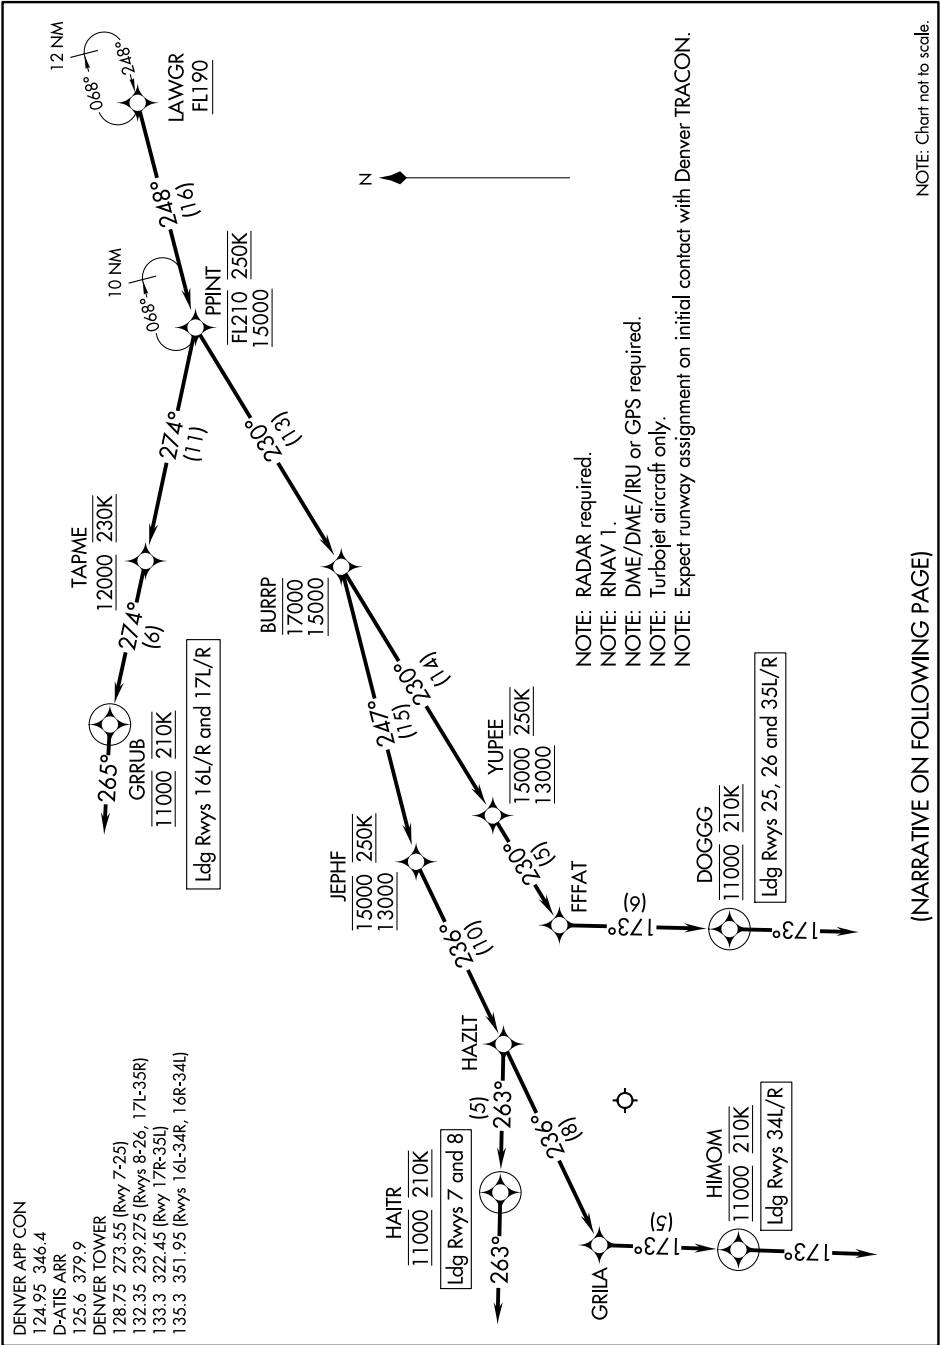 DENVER APP CON
124.95 346.4
D-ATIS ARR
125.6 379.9
DENVER TOWER
128.75 273.55 (Rwy 7-25)
132.35 239.275 (Rwys 8-26, 17L-35R)
133.3 322.45 (Rwy 17R-35L)
135.3 351.95 (Rwys 16L-34R, 16R-34L)
12 NM
068°
248°
LAWGR
FL190
248°
(16)
10 NM
068°
PPINT
FL210 250K
15000
274°
(11)
TAPME
12000 230K
274°
(6)
GRRUB
11000 210K
265°
Ldg Rwys 16L/R and 17L/R
230°
(13)
BURRP
17000
15000
247°
(15)
JEPHF
15000 250K
13000
236°
(10)
HAZLT
(5)
263°
HAITR
11000 210K
Ldg Rwys 7 and 8
263°
236°
(8)
GRILA
173°
(5)
HIMOM
11000 210K
Ldg Rwys 34L/R
173°
230°
(14)
YUPEE
15000 250K
13000
230°
(5)
FFFAT
173°
(6)
DOGGG
11000 210K
Ldg Rwys 25, 26 and 35L/R
173°
N
NOTE: RADAR required.
NOTE: RNAV 1.
NOTE: DME/DME/IRU or GPS required.
NOTE: Turbojet aircraft only.
NOTE: Expect runway assignment on initial contact with Denver TRACON.
(NARRATIVE ON FOLLOWING PAGE)
NOTE: Chart not to scale.